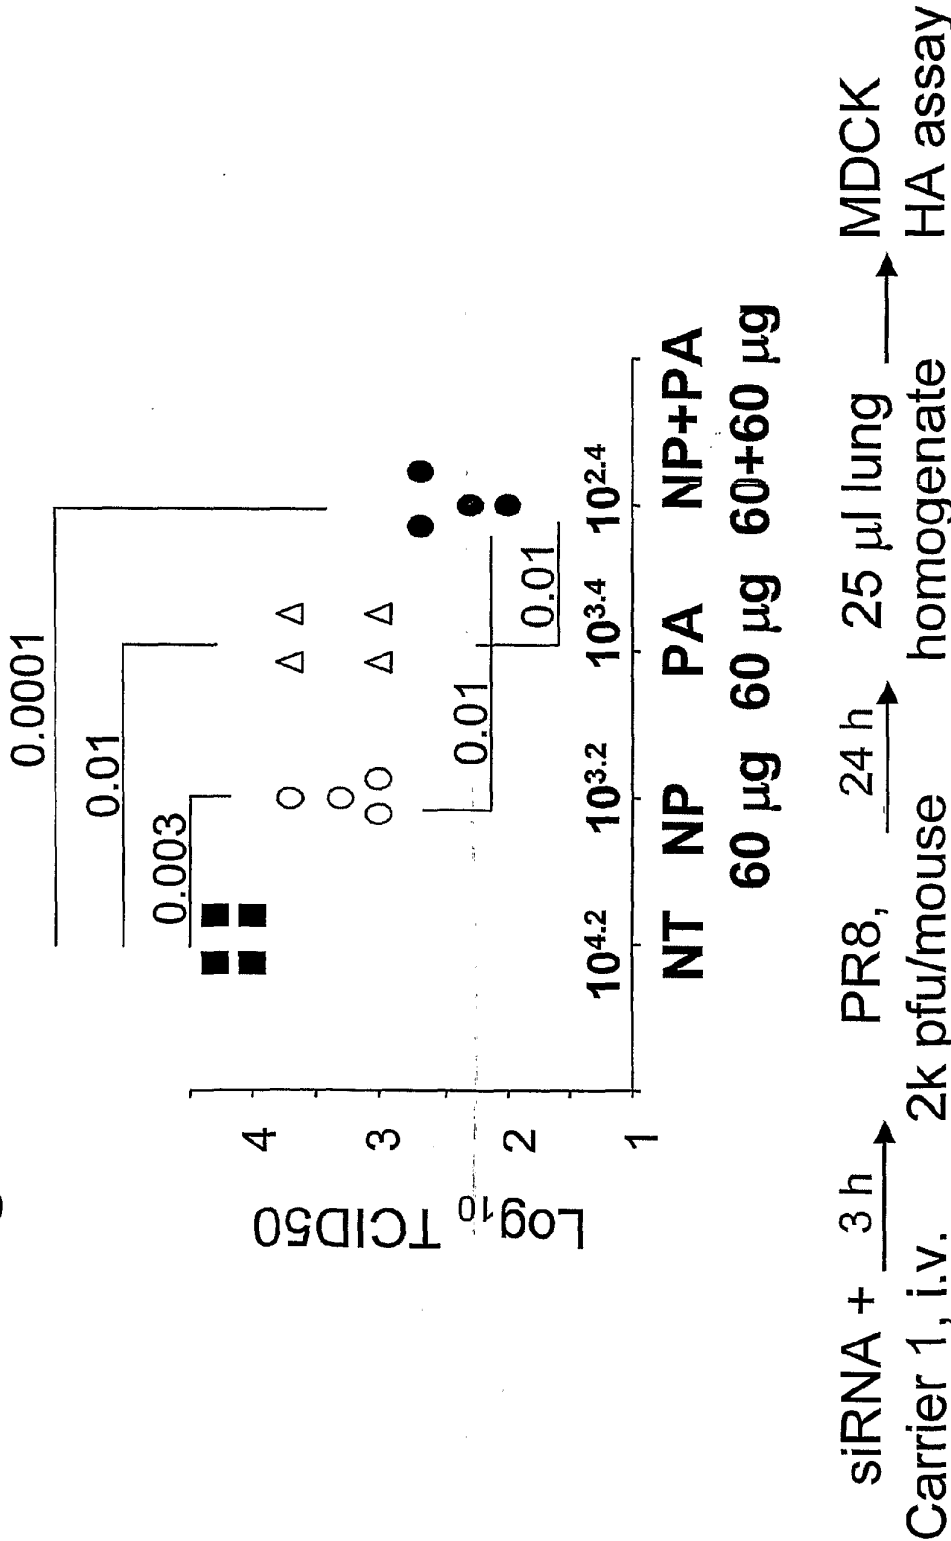 0.0001
0.01
0.003
0.01
0.01
4
3
2
1
Log10 TCID50
10^4.2 10^3.2 10^3.4 10^2.4
NT NP PA NP+PA
60 µg 60 µg 60+60 µg
siRNA + 3 h PR8, 24 h 25 µl lung MDCK
Carrier 1, i.v. 2k pfu/mouse homogenate HA assay